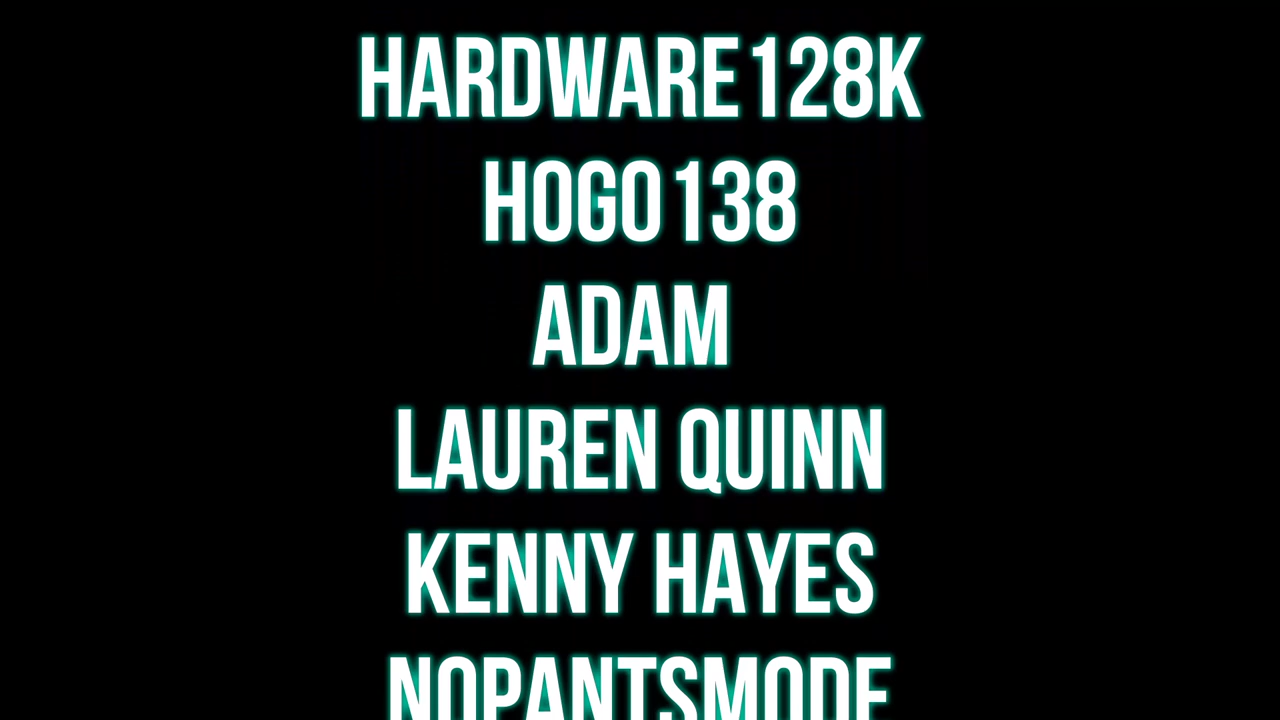 HARDWARE128K
HOGO138
ADAM
LAUREN QUINN
KENNY HAYES
NOPANTSMODE